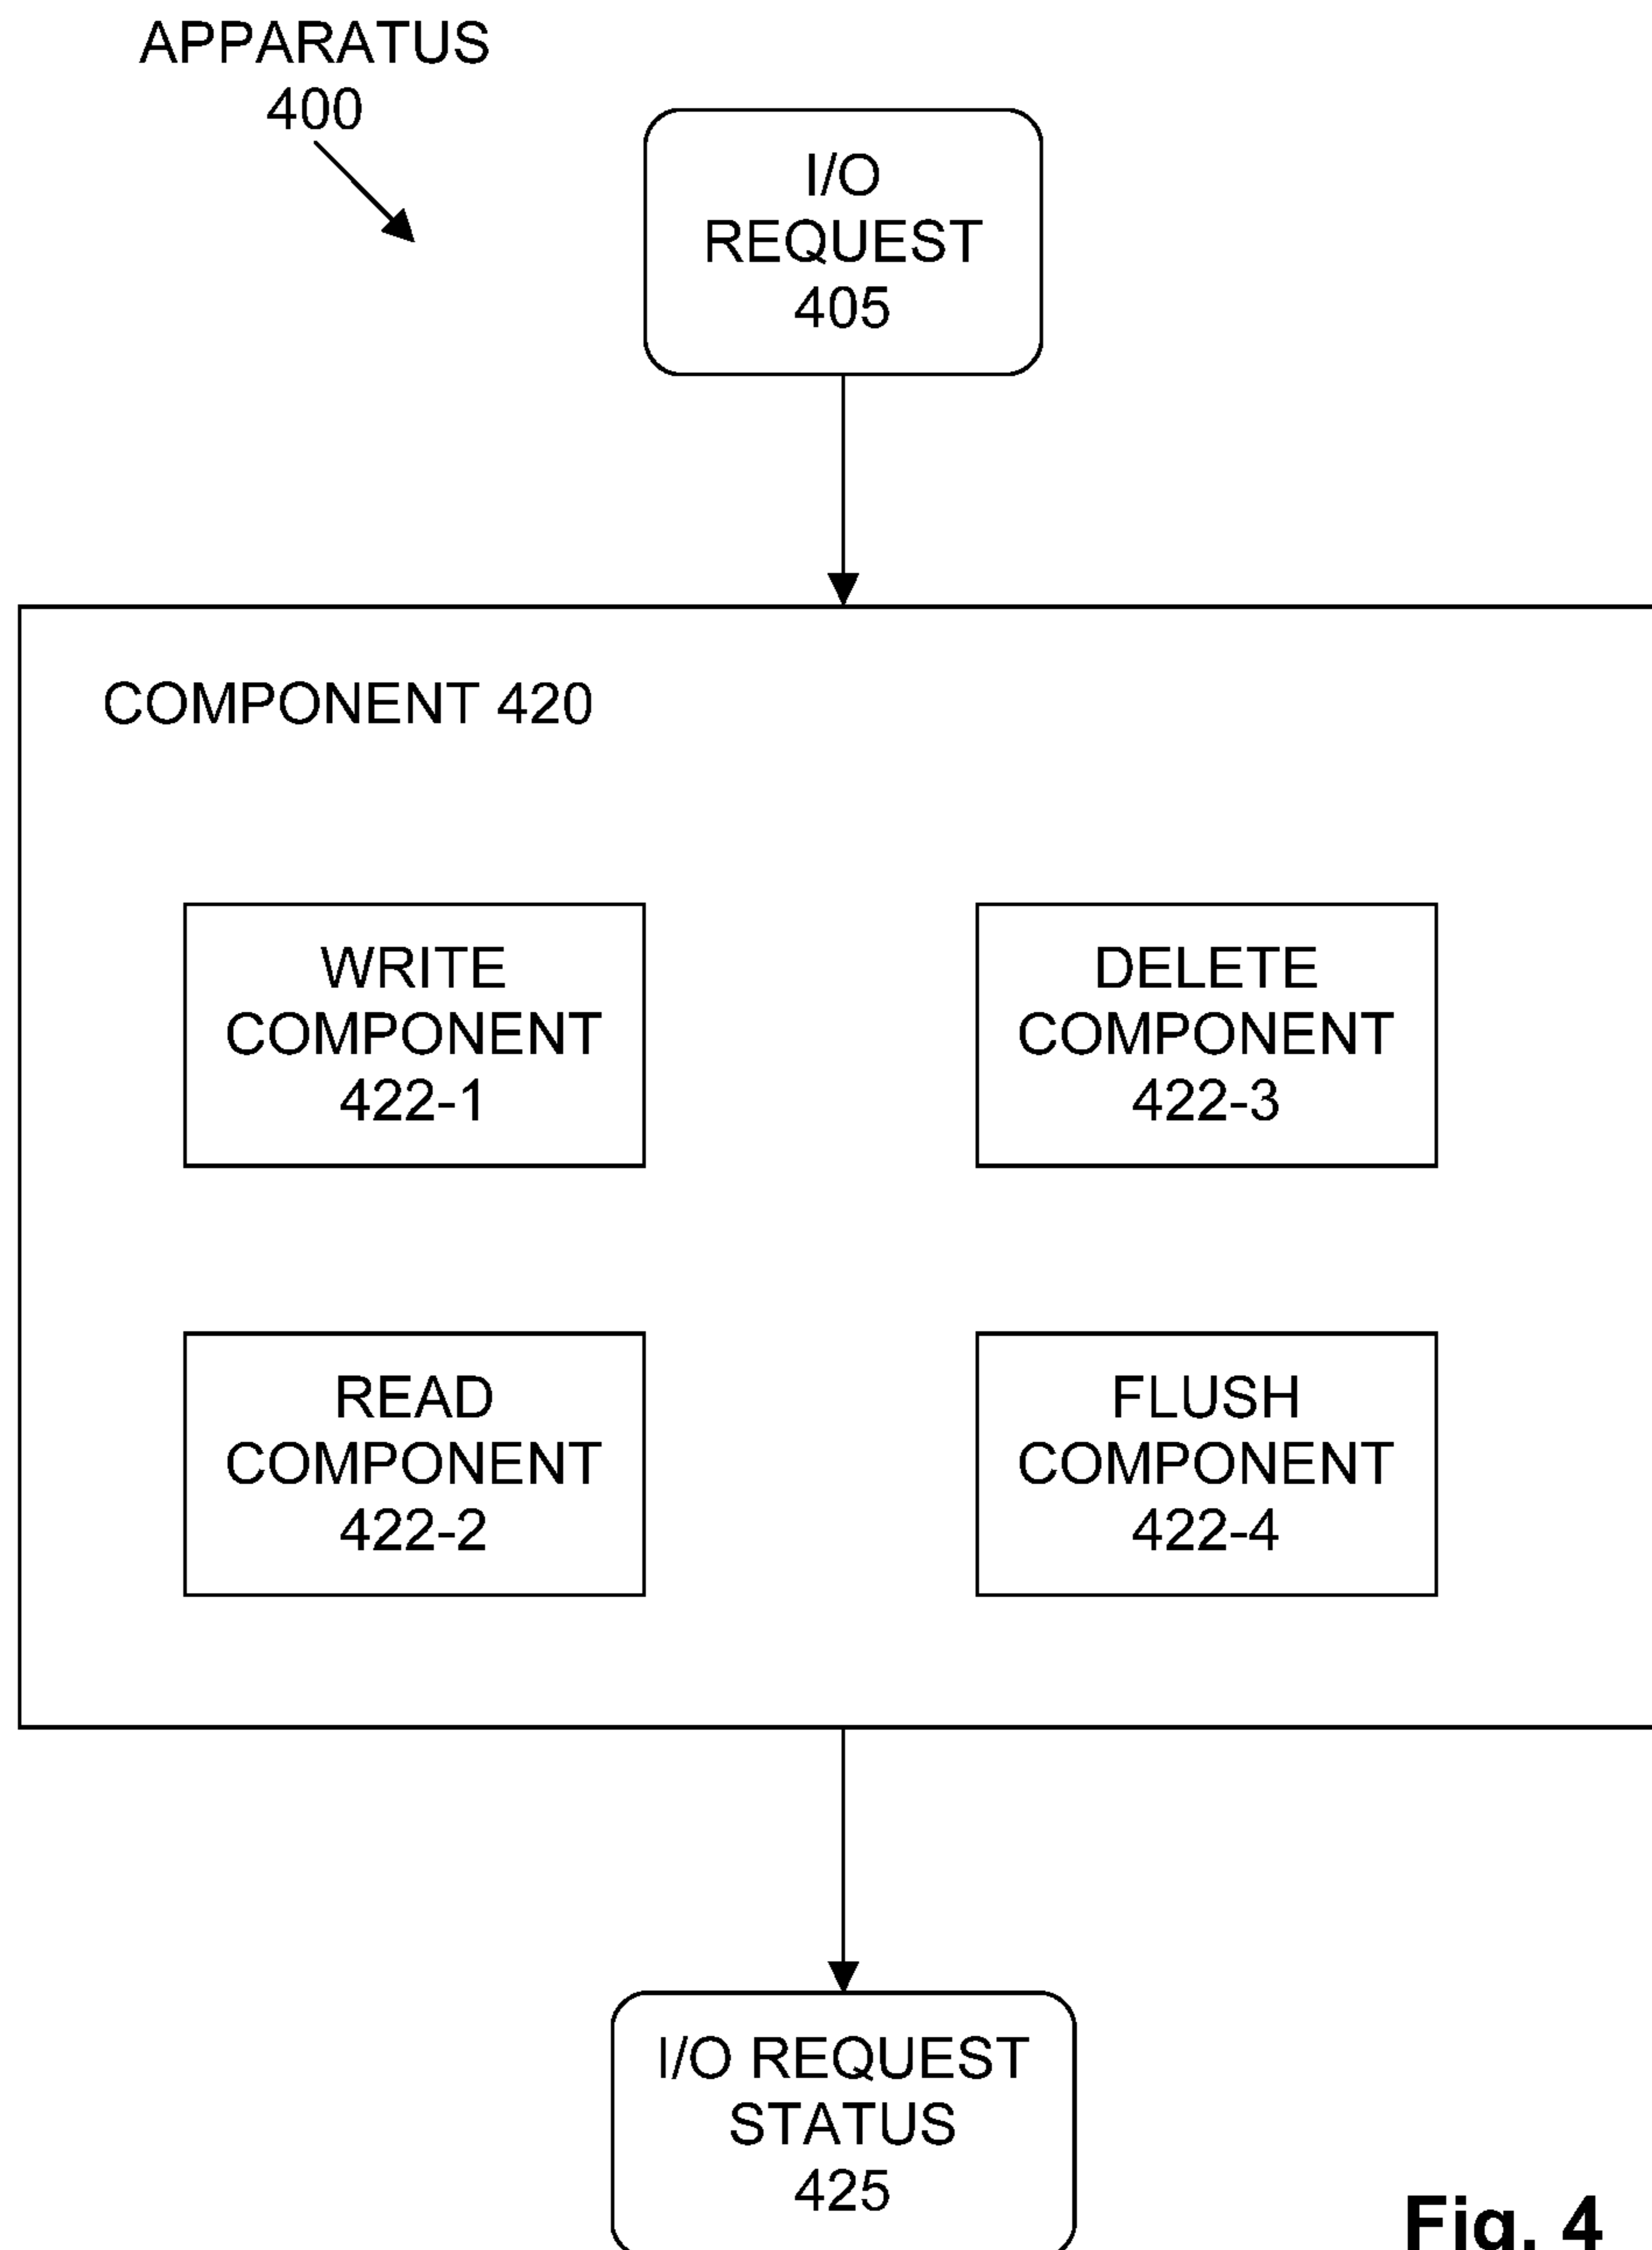 APPARATUS
400
I/O
REQUEST
405
COMPONENT 420
WRITE
COMPONENT
422-1
DELETE
COMPONENT
422-3
READ
COMPONENT
422-2
FLUSH
COMPONENT
422-4
I/O REQUEST
STATUS
425
Fig. 4